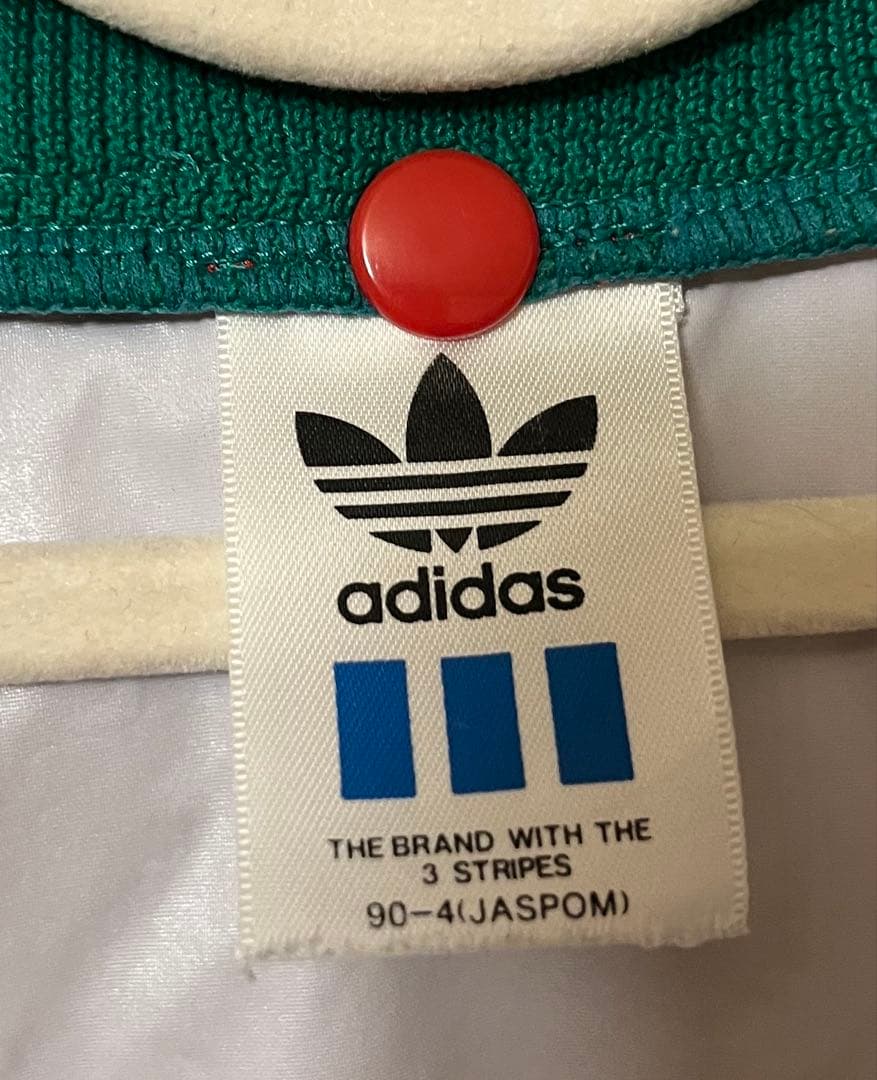 adidas
THE BRAND WITH THE
3 STRIPES
90-4(JASPOM)